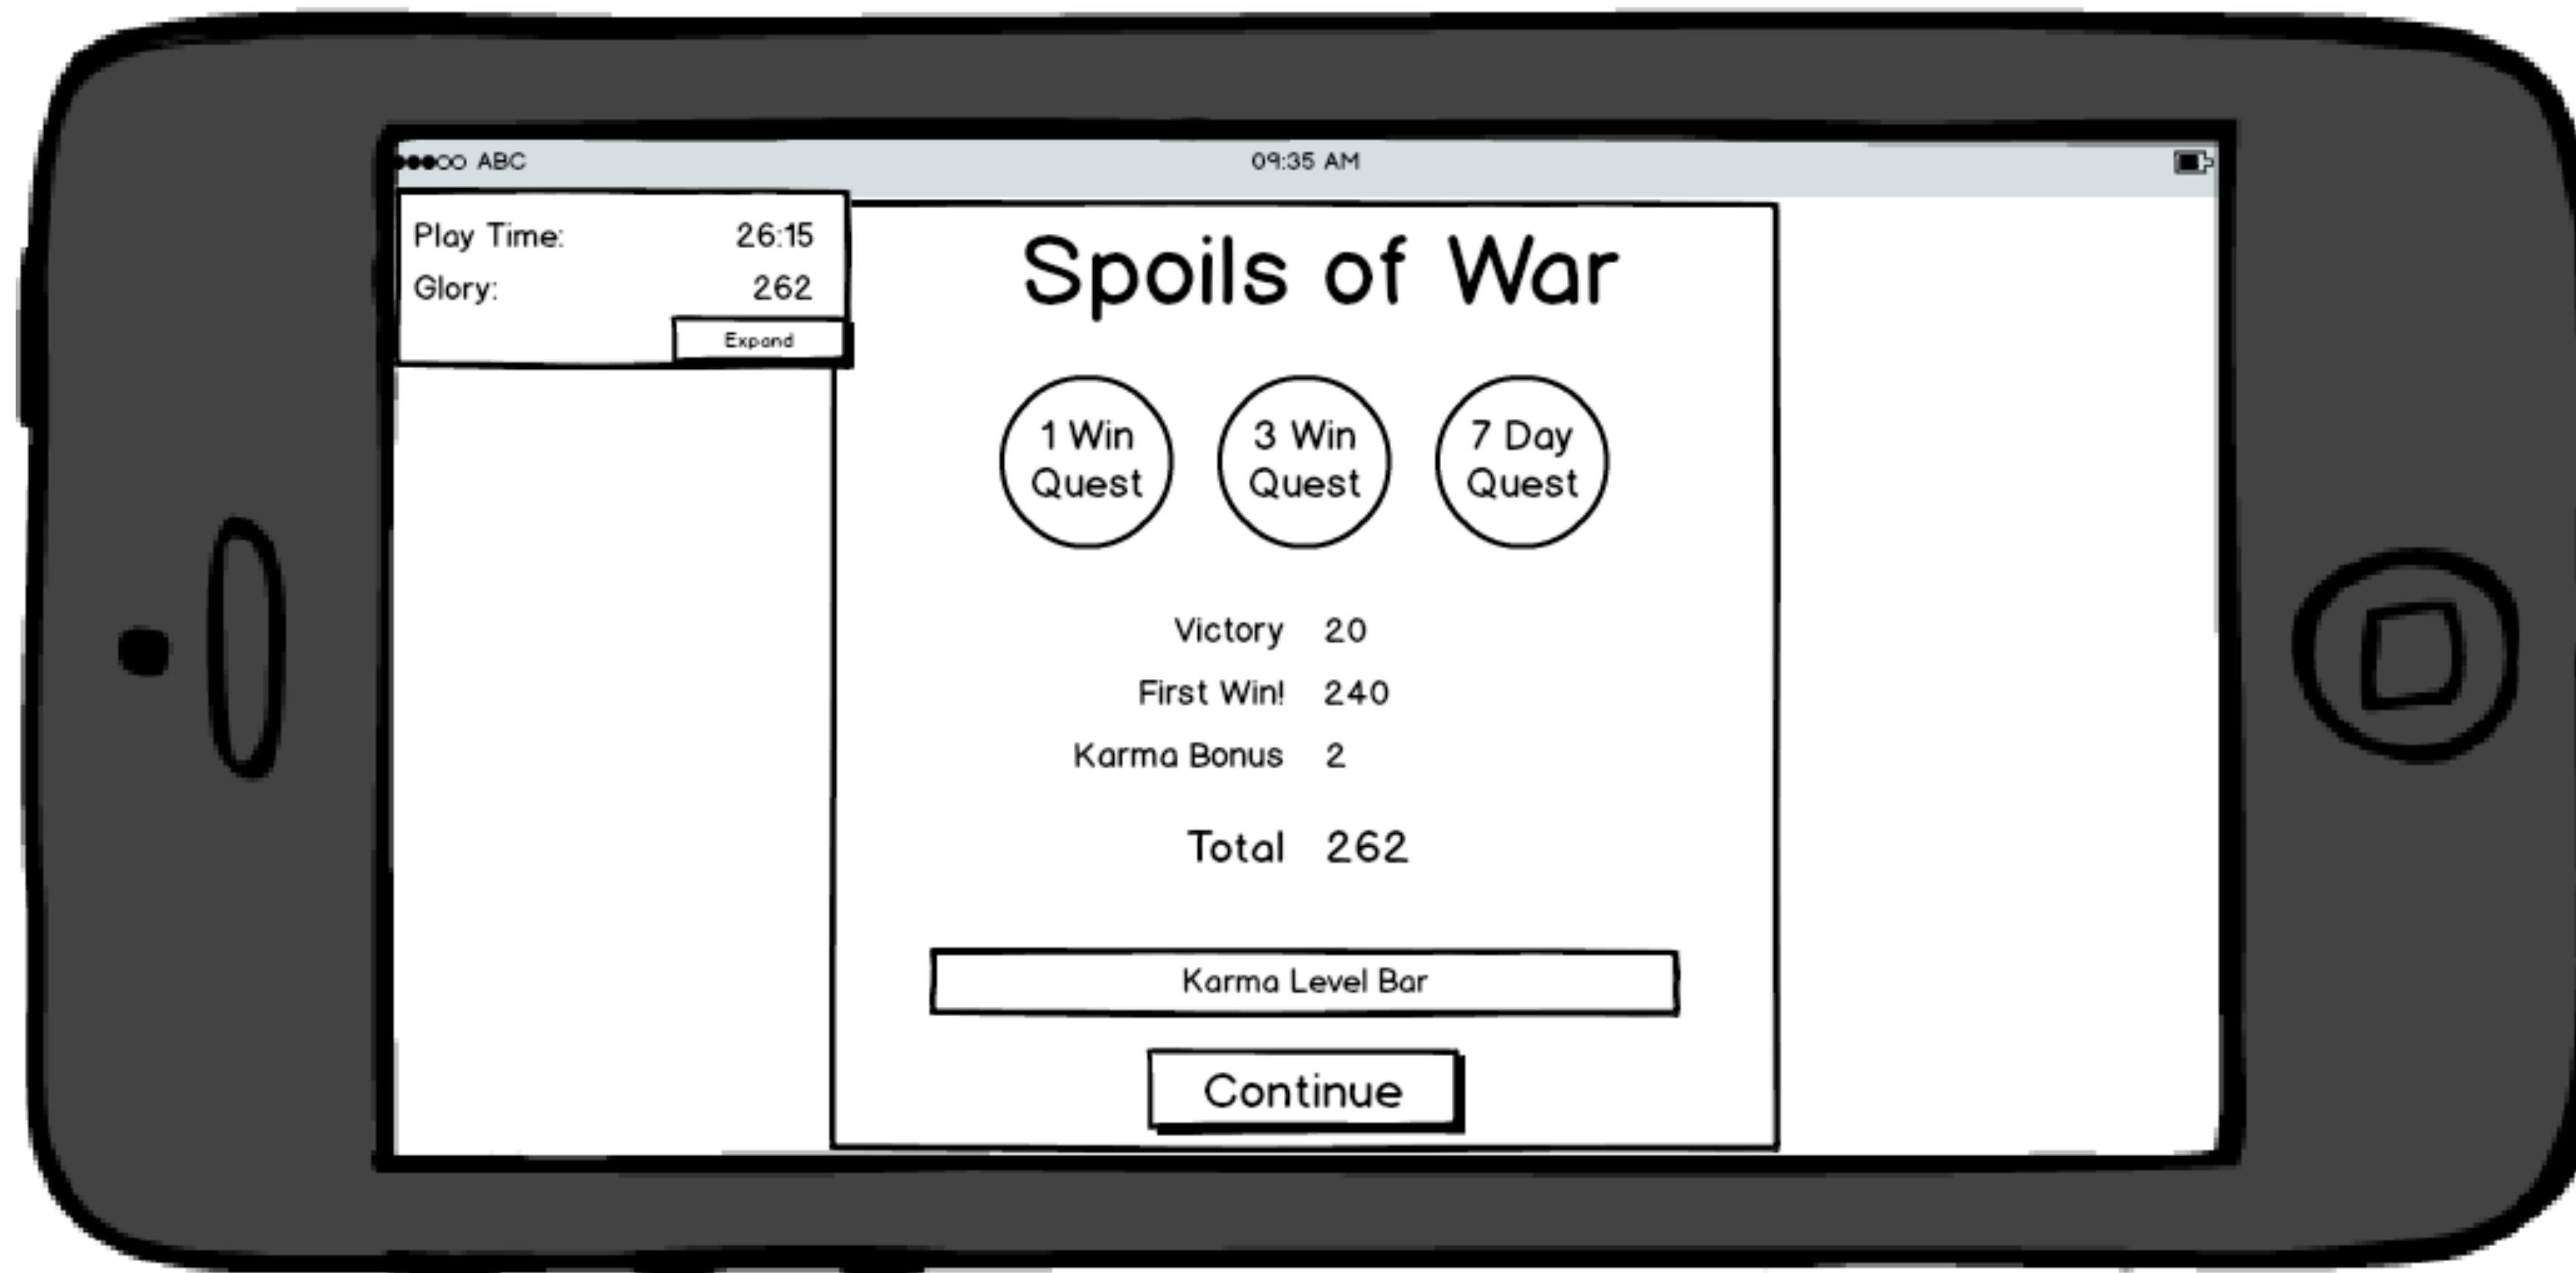 ABC
09:35 AM
Play Time: 26:15
Glory: 262
Expand
Spoils of War
1 Win
Quest
3 Win
Quest
7 Day
Quest
Victory 20
First Win! 240
Karma Bonus 2
Total 262
Karma Level Bar
Continue